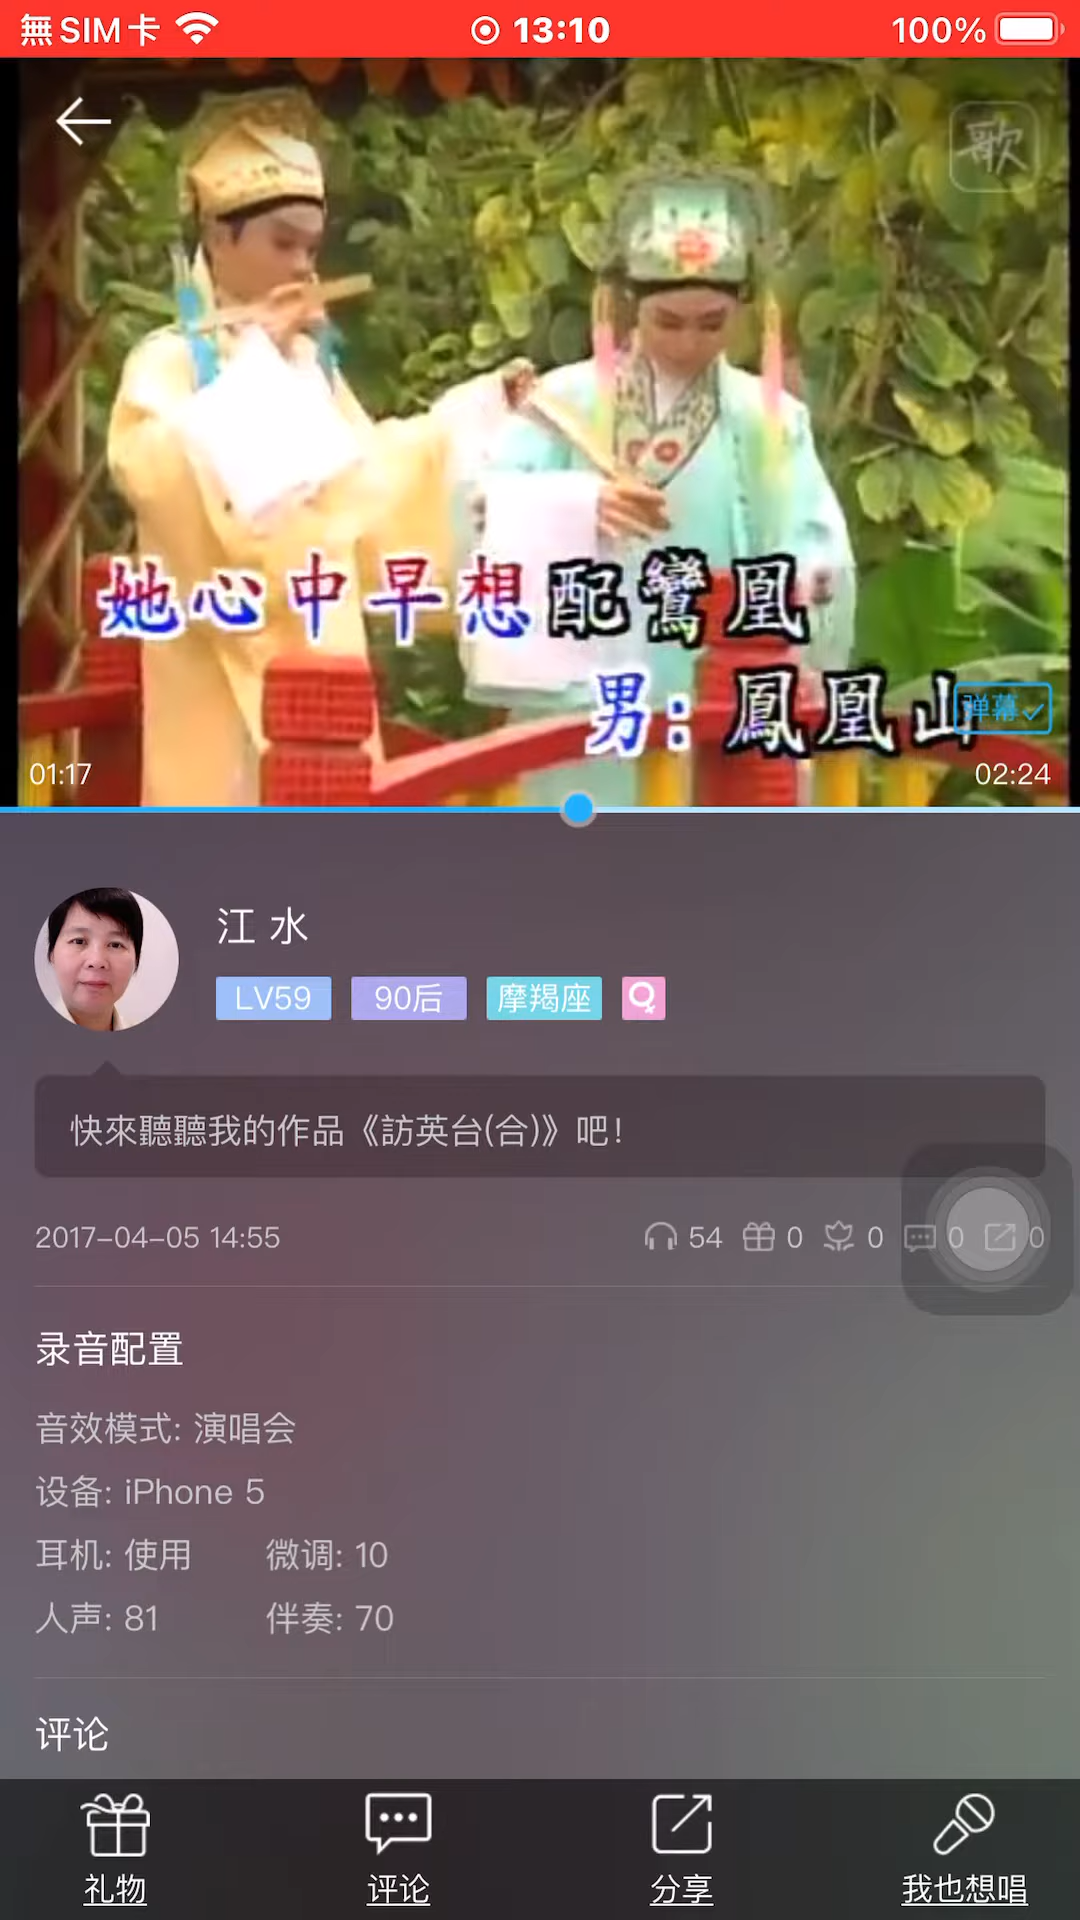 無SIM卡 13:10 100%
歌
她心中早想配鸞凰
男：鳳凰山
弹幕
01:17 02:24
江 水
LV59 90后 摩羯座
快來聽聽我的作品《訪英台(合)》吧！
2017-04-05 14:55 54 0 0 0 0
录音配置
音效模式: 演唱会
设备: iPhone 5
耳机: 使用 微调: 10
人声: 81 伴奏: 70
评论
礼物 评论 分享 我也想唱